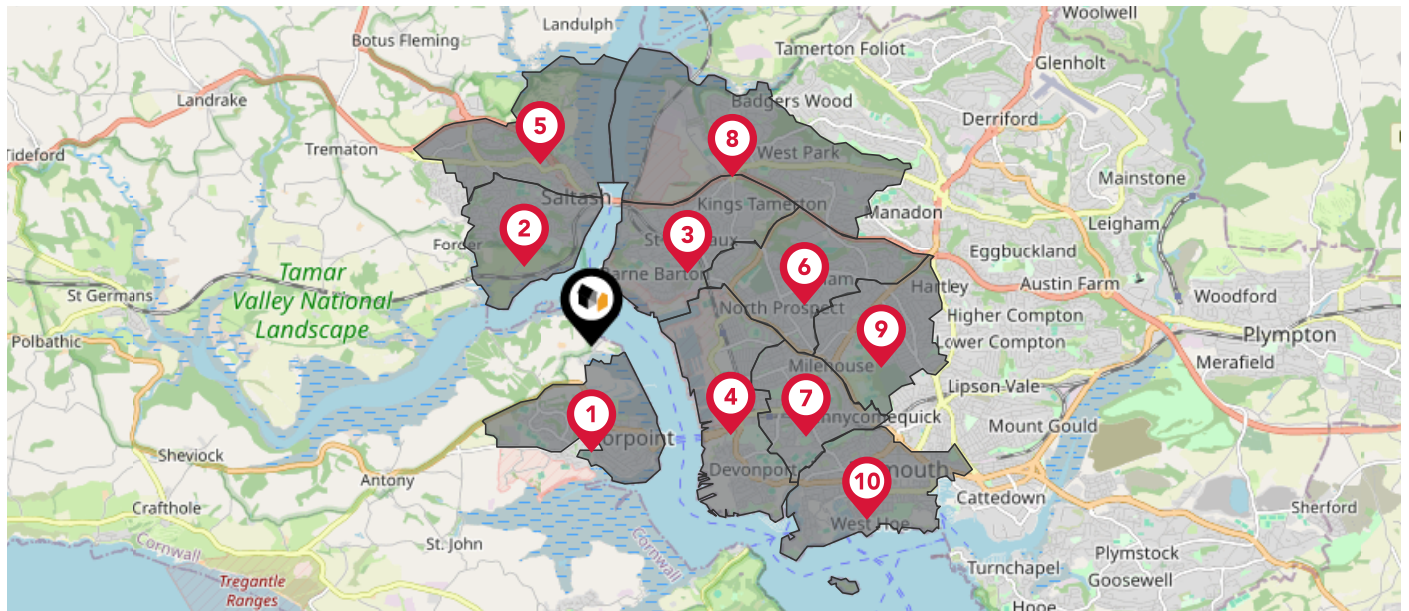 Landulph
Woolwell
Botus Fleming
Tamerton Foliot
Glenholt
Landrake
Badgers Wood
Derriford
5
8
Tideford
Trematon
West Park
Mainstone
Saltash
Kings Tamerton
Manadon
Leigham
2
3
Forder
Eggbuckland
6
Tamar
Valley National
Landscape
Barne Barton
Austin Farm
St Germans
Hartley
Woodford
North Prospect
Higher Compton
Plympton
Polbathic
9
Lower Compton
Merafield
Milehouse
Lipson Vale
4
7
1
Pennycomequick
Mount Gould
Torpoint
Sheviock
Devonport
Plymouth
Antony
10
Cattedown
Crafthole
Sherford
West Hoe
Cornwall
St. John
Cornwall
Plymstock
Turnchapel
Goosewell
Tregantle
Ranges
Hooe